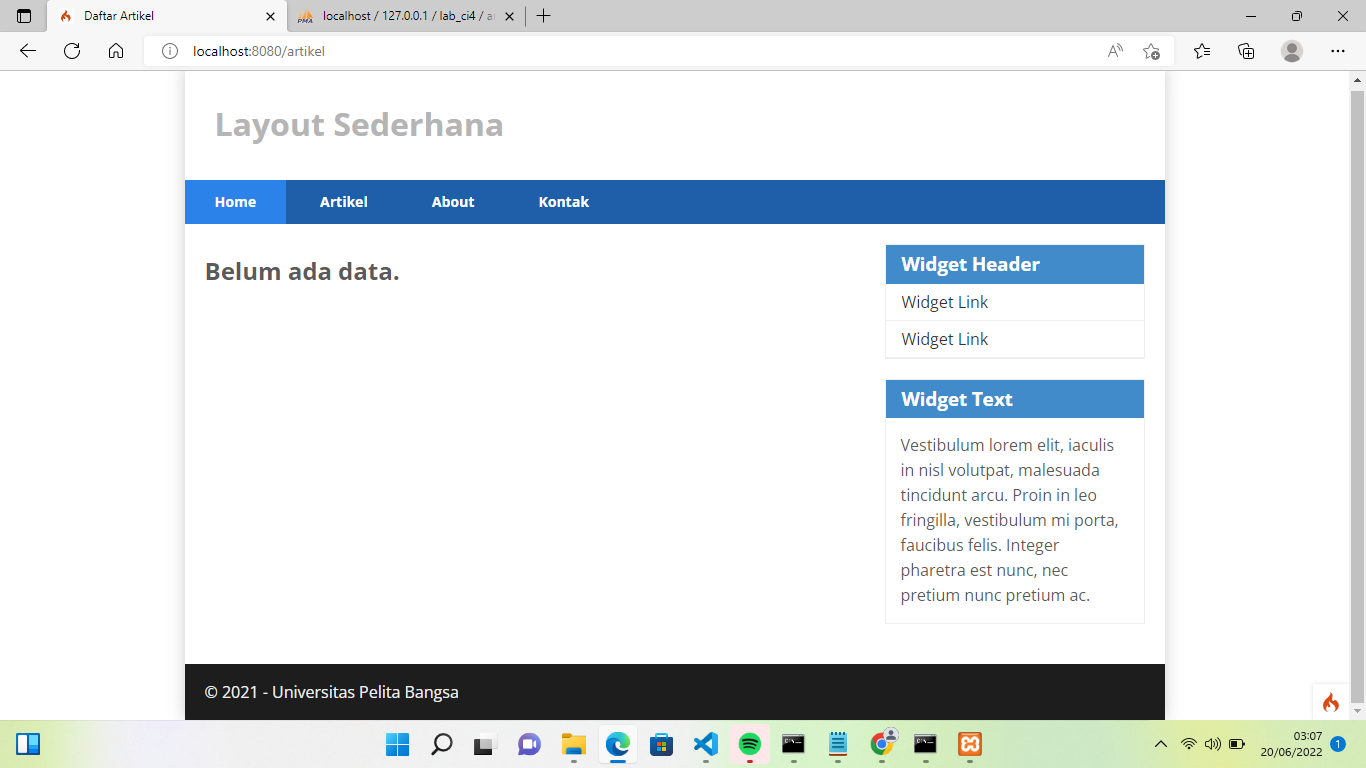 Daftar Artikel
localhost / 127.0.0.1 / lab_ci4 / a
localhost:8080/artikel
Layout Sederhana
Home Artikel About Kontak
Belum ada data.
Widget Header
Widget Link
Widget Link
Widget Text
Vestibulum lorem elit, iaculis
in nisl volutpat, malesuada
tincidunt arcu. Proin in leo
fringilla, vestibulum mi porta,
faucibus felis. Integer
pharetra est nunc, nec
pretium nunc pretium ac.
© 2021 - Universitas Pelita Bangsa
03:07
20/06/2022
1